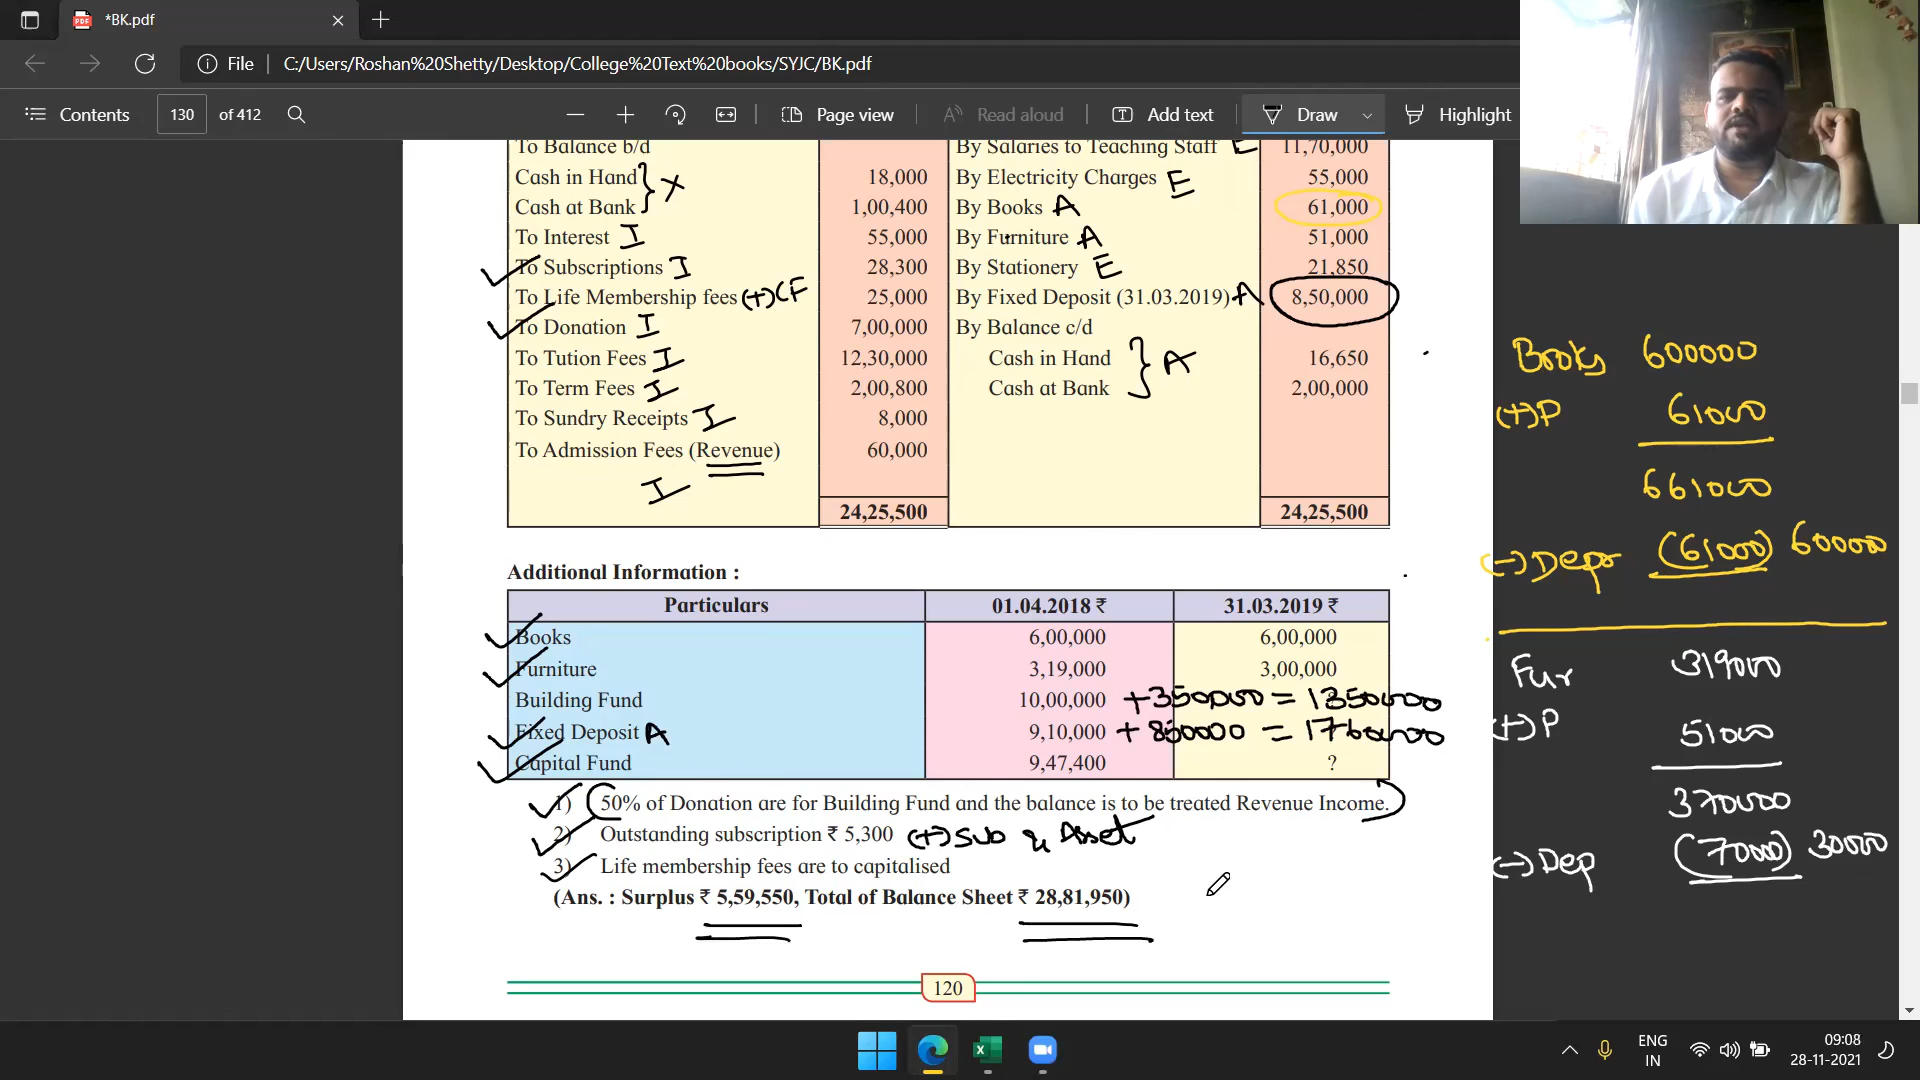 *BK.pdf
File C:/Users/Roshan%20Shetty/Desktop/College%20Text%20books/SYJC/BK.pdf
Contents 130 of 412 Page view Read aloud Add text Draw Highlight
To Balance b/d By Salaries to Teaching Staff E 11,70,000
Cash in Hand } X 18,000 By Electricity Charges E 55,000
Cash at Bank 1,00,400 By Books A 61,000
To Interest I 55,000 By Furniture A 51,000
To Subscriptions I 28,300 By Stationery E 21,850
To Life Membership fees (+) CF 25,000 By Fixed Deposit (31.03.2019) A 8,50,000
To Donation I 7,00,000 By Balance c/d
To Tution Fees I 12,30,000 Cash in Hand } A 16,650
To Term Fees I 2,00,800 Cash at Bank 2,00,000
To Sundry Receipts I 8,000
To Admission Fees (Revenue) 60,000
I
24,25,500 24,25,500
Books 600000
(+)P 61000
661000
(-)Depr (61000) 600000
Additional Information :
Particulars 01.04.2018 ₹ 31.03.2019 ₹
Books 6,00,000 6,00,000
Furniture 3,19,000 3,00,000
Building Fund 10,00,000 +350000 = 1350000
Fixed Deposit A 9,10,000 + 850000 = 1760000
Capital Fund 9,47,400 ?
Fur 319000
(+)P 51000
370000
(-)Dep (7000) 30000
1) 50% of Donation are for Building Fund and the balance is to be treated Revenue Income.
2) Outstanding subscription ₹ 5,300 (+) Sub & Asset
3) Life membership fees are to capitalised
(Ans. : Surplus ₹ 5,59,550, Total of Balance Sheet ₹ 28,81,950)
120
ENG
IN
09:08
28-11-2021